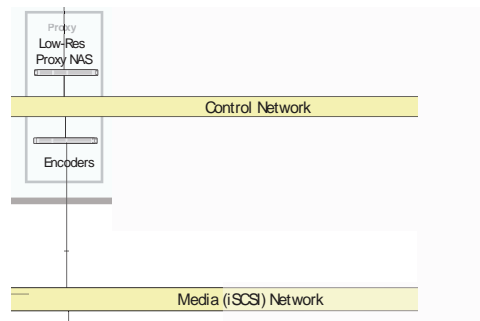 Proxy
Low-Res
Proxy NAS
Control Network
Encoders
Media (iSCSI) Network